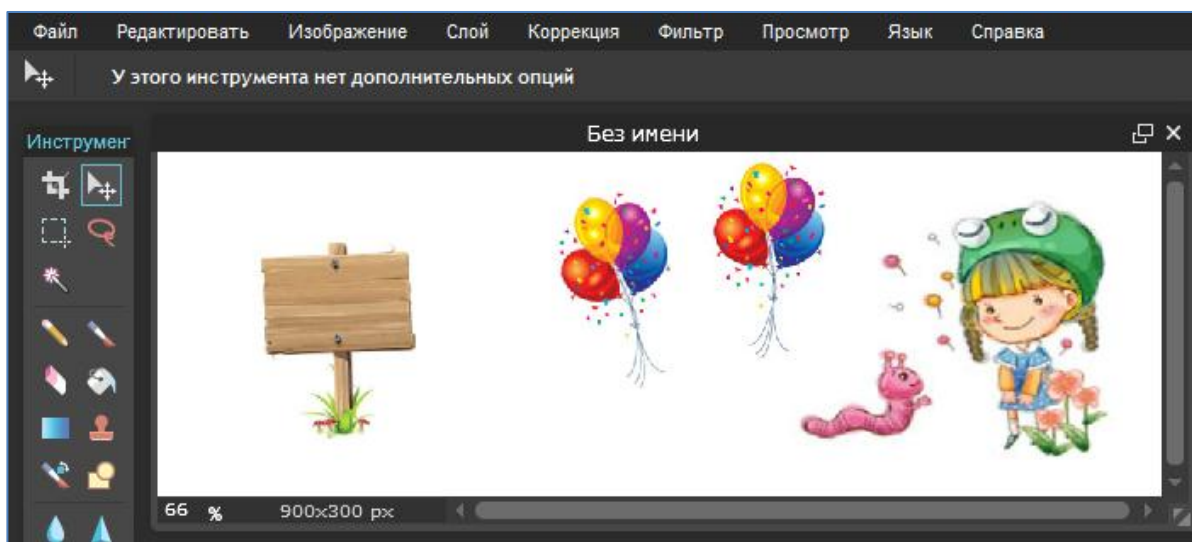 Файл Редактировать Изображение Слой Коррекция Фильтр Просмотр Язык Справка
У этого инструмента нет дополнительных опций
Инструмент
Без имени
66 % 900x300 px